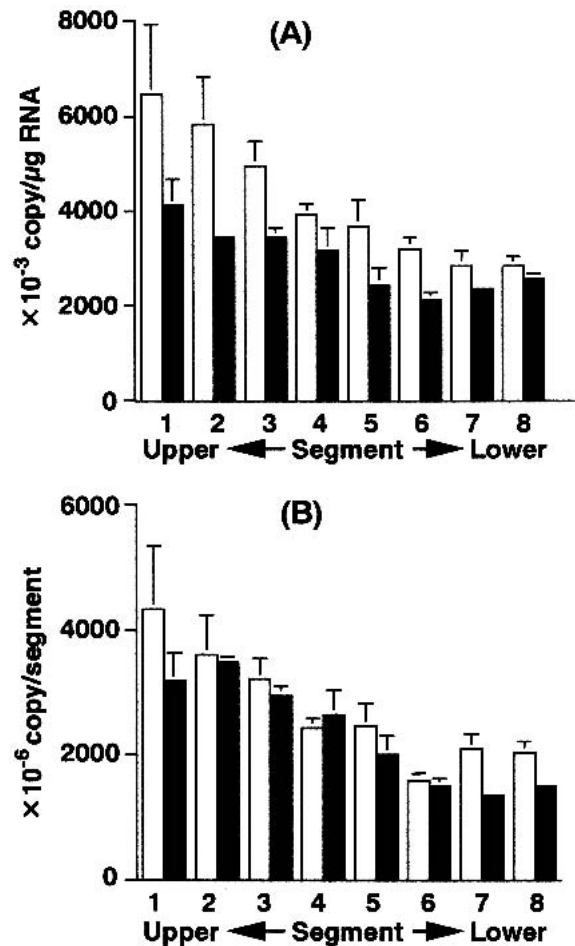 (A)
8000
6000
4000
2000
0
×10⁻³ copy/µg RNA
1 2 3 4 5 6 7 8
Upper ◄— Segment —► Lower
(B)
6000
4000
2000
0
×10⁻⁶ copy/segment
1 2 3 4 5 6 7 8
Upper ◄— Segment —► Lower